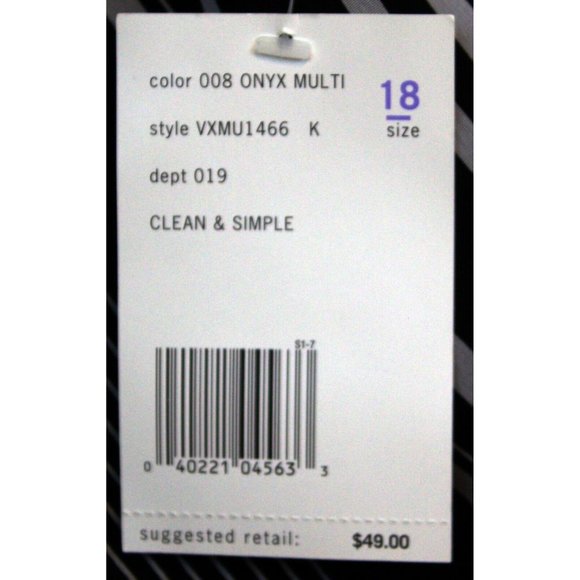 color 008 ONYX MULTI
18
size
style VXMU1466 K
dept 019
CLEAN & SIMPLE
S1-7
0 40221 04563 3
suggested retail: $49.00